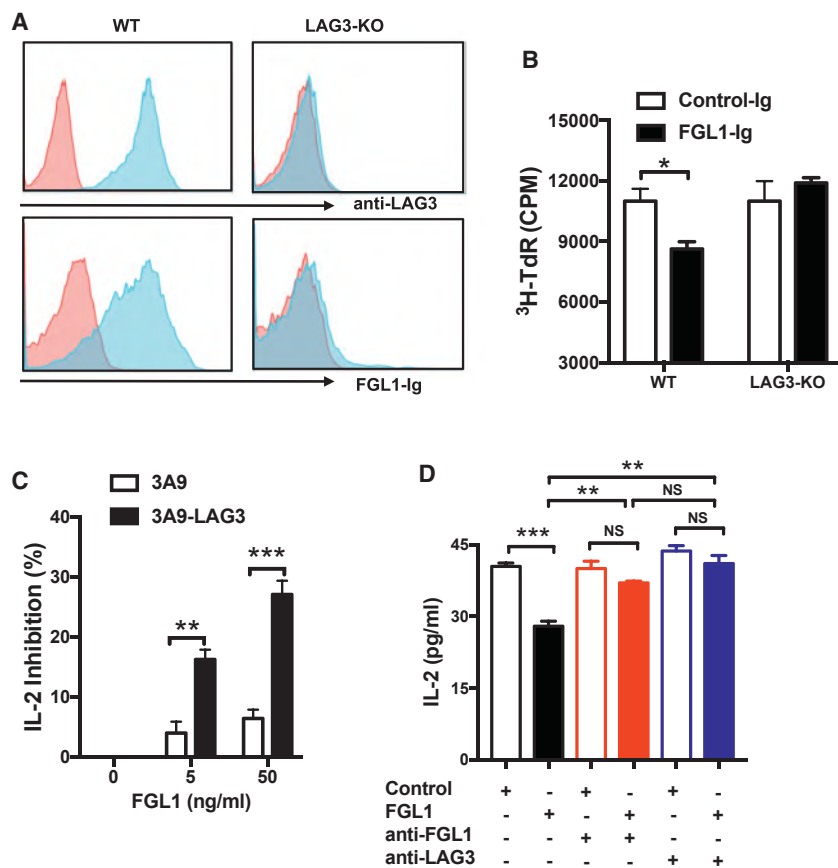 A
WT
LAG3-KO
anti-LAG3
FGL1-Ig
B
Control-Ig
FGL1-Ig
15000
12000
9000
6000
3000
³H-TdR (CPM)
*
WT
LAG3-KO
C
3A9
3A9-LAG3
40
30
20
10
0
IL-2 Inhibition (%)
**
***
0
5
50
FGL1 (ng/ml)
D
**
**
NS
***
NS
NS
45
30
15
0
IL-2 (pg/ml)
Control + - + - + -
FGL1 - + - + - +
anti-FGL1 - - + + - -
anti-LAG3 - - - - + +